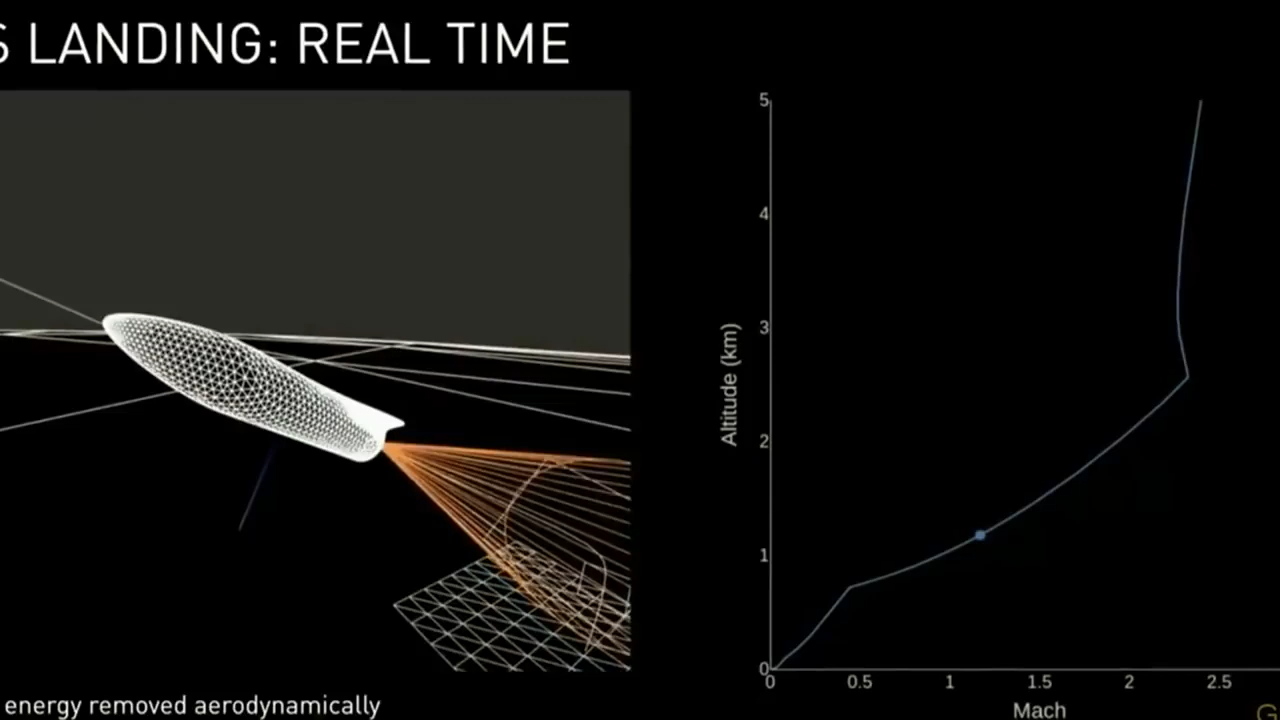 S LANDING: REAL TIME
5
4
3
2
1
0
Altitude (km)
0 0.5 1 1.5 2 2.5
Mach
energy removed aerodynamically
G